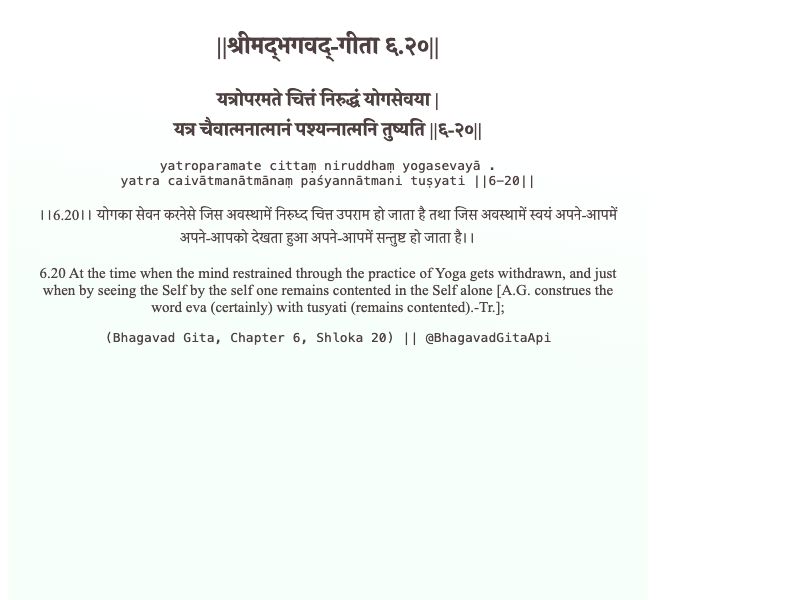 ||श्रीमद्‍भगवद्‍-गीता ६.२०||
यत्रोपरमते चित्तं निरुद्धं योगसेवया |
यत्र चैवात्मनात्मानं पश्यन्नात्मनि तुष्यति ||६-२०||
yatroparamate cittaṃ niruddhaṃ yogasevayā .
yatra caivātmanātmānaṃ paśyannātmani tuṣyati ||6-20||
।।6.20।। योगका सेवन करनेसे जिस अवस्थामें निरुध्द चित्त उपराम हो जाता है तथा जिस अवस्थामें स्वयं अपने-आपमें
अपने-आपको देखता हुआ अपने-आपमें सन्तुष्ट हो जाता है।।
6.20 At the time when the mind restrained through the practice of Yoga gets withdrawn, and just
when by seeing the Self by the self one remains contented in the Self alone [A.G. construes the
word eva (certainly) with tusyati (remains contented).-Tr.];
(Bhagavad Gita, Chapter 6, Shloka 20) || @BhagavadGitaApi